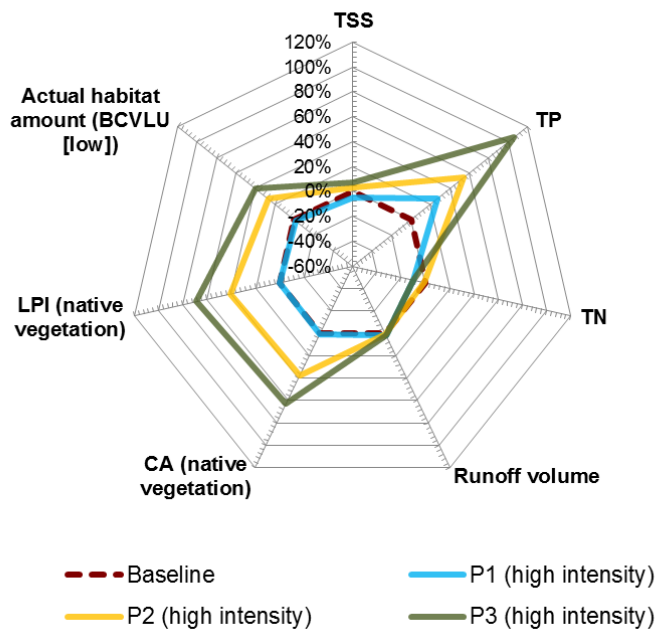 TSS
120%
100%
80%
60%
40%
20%
0%
-20%
-40%
-60%
TP
TN
Runoff volume
CA (native
vegetation)
LPI (native
vegetation)
Actual habitat
amount (BCVLU
[low])
Baseline
P1 (high intensity)
P2 (high intensity)
P3 (high intensity)